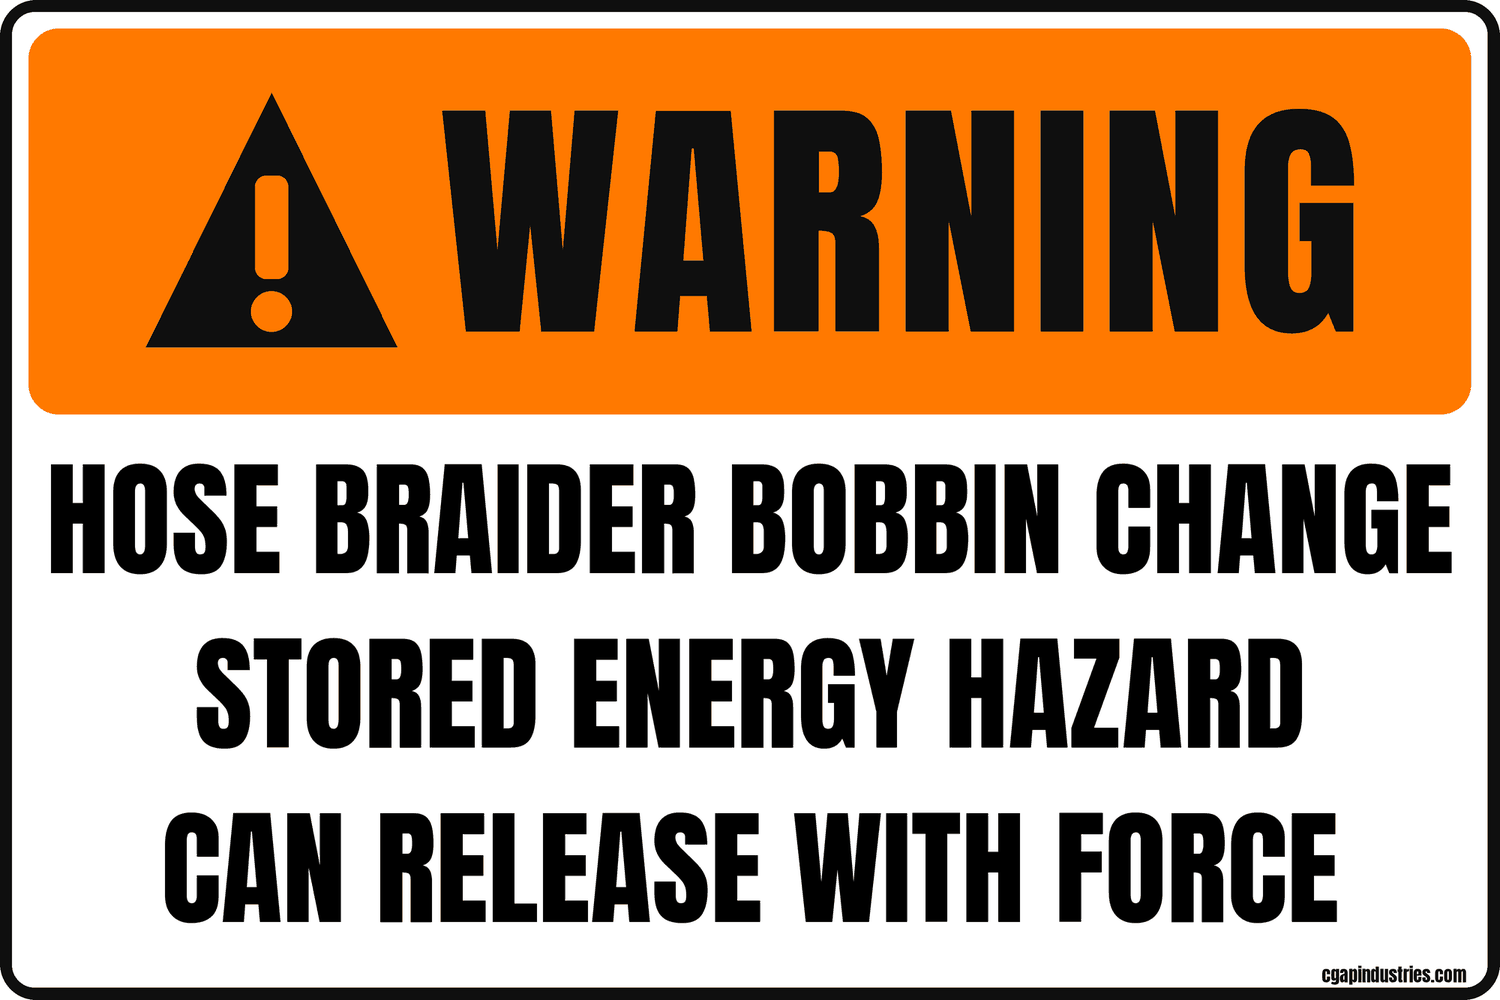 WARNING
HOSE BRAIDER BOBBIN CHANGE
STORED ENERGY HAZARD
CAN RELEASE WITH FORCE
cgapindustries.com